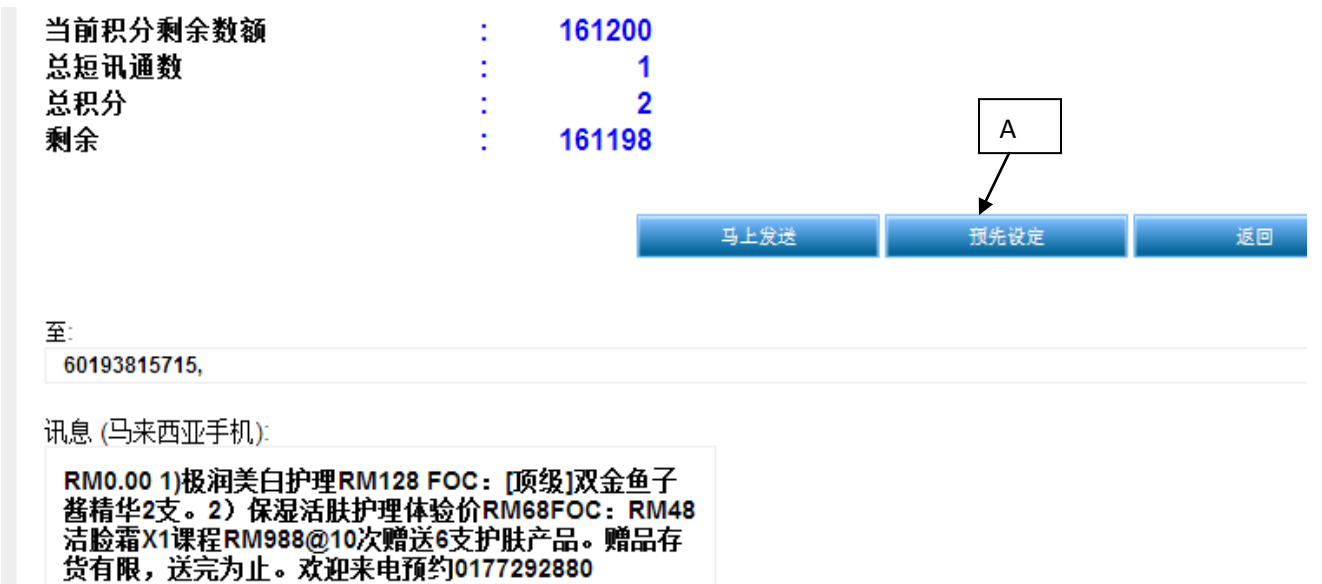 当前积分剩余数额 : 161200
总短讯通数 : 1
总积分 : 2
剩余 : 161198
A
马上发送 预先设定 返回
至:
60193815715,
讯息 (马来西亚手机):
RM0.00 1)极润美白护理RM128 FOC：[顶级]双金鱼子
酱精华2支。2）保湿活肤护理体验价RM68FOC：RM48
洁脸霜X1课程RM988@10次赠送6支护肤产品。赠品存
货有限，送完为止。欢迎来电预约0177292880